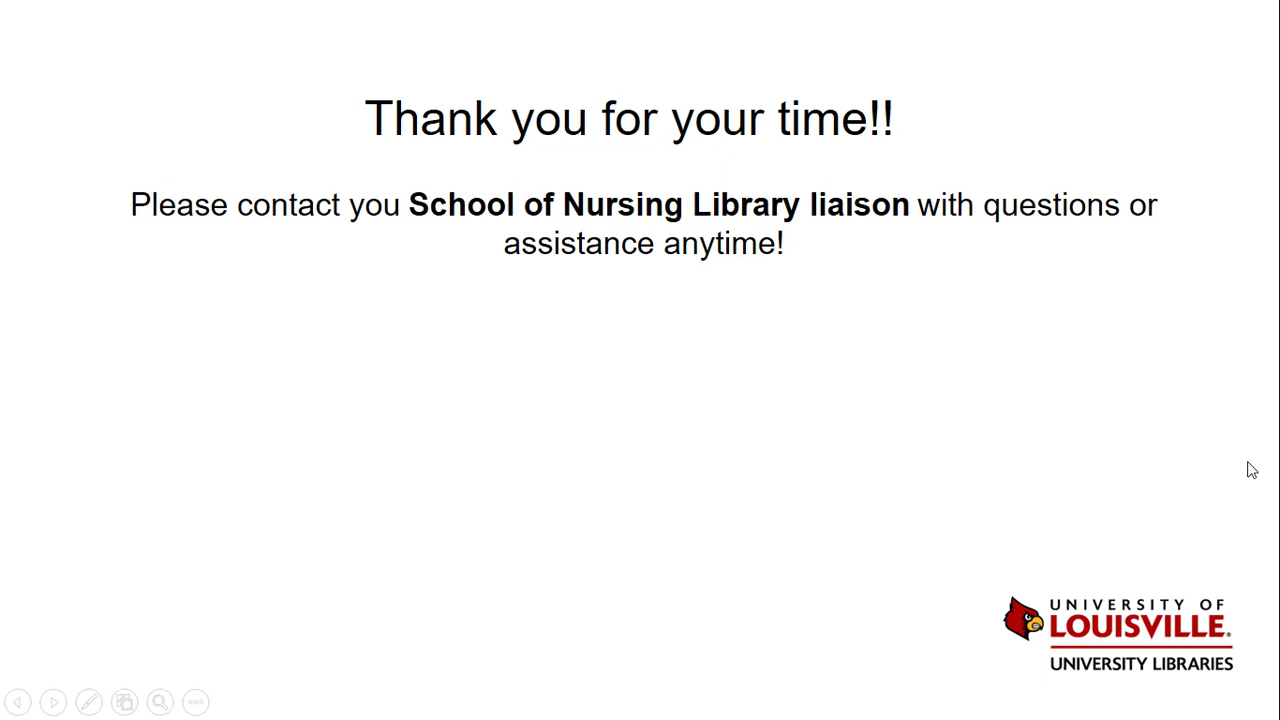 Thank you for your time!!
Please contact you School of Nursing Library liaison with questions or
assistance anytime!
UNIVERSITY OF
LOUISVILLE.
UNIVERSITY LIBRARIES